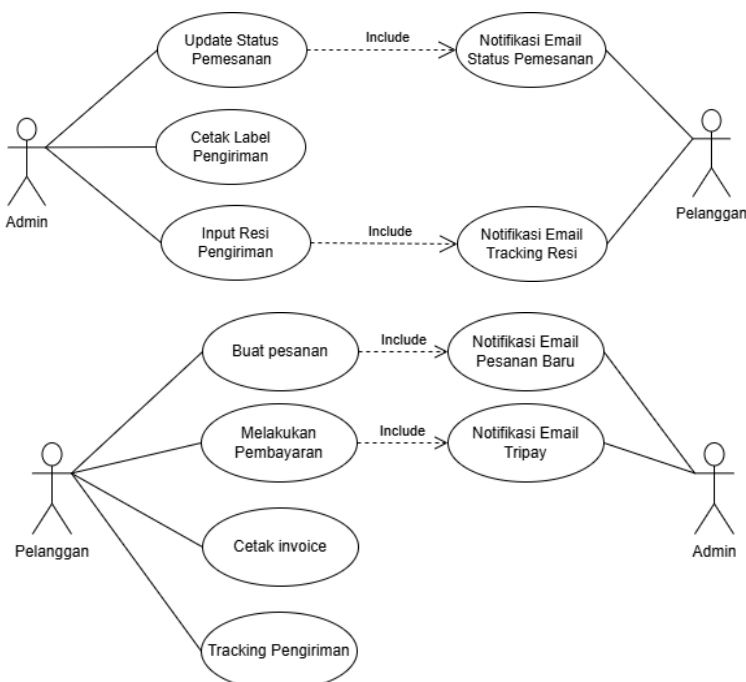 Update Status
Pemesanan
Include
Notifikasi Email
Status Pemesanan
Cetak Label
Pengiriman
Admin
Pelanggan
Input Resi
Pengiriman
Include
Notifikasi Email
Tracking Resi
Buat pesanan
Include
Notifikasi Email
Pesanan Baru
Melakukan
Pembayaran
Include
Notifikasi Email
Tripay
Pelanggan
Admin
Cetak invoice
Tracking Pengiriman